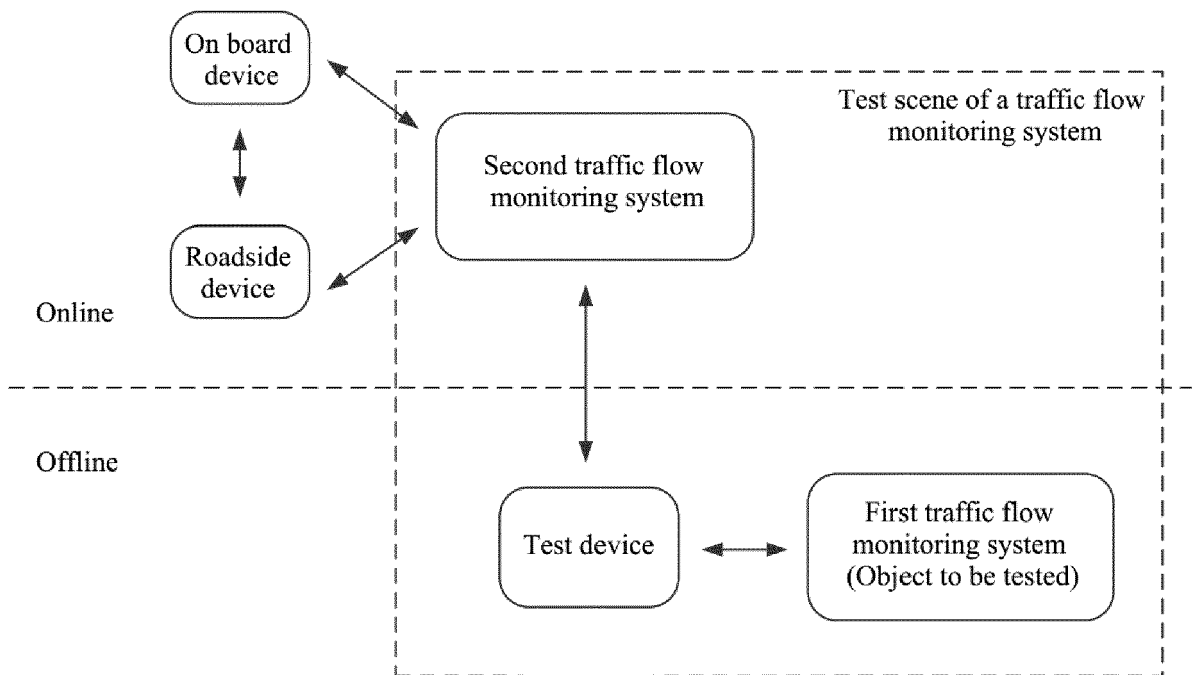 On board
device
Test scene of a traffic flow
monitoring system
Second traffic flow
monitoring system
Roadside
device
Online
Offline
Test device
First traffic flow
monitoring system
(Object to be tested)